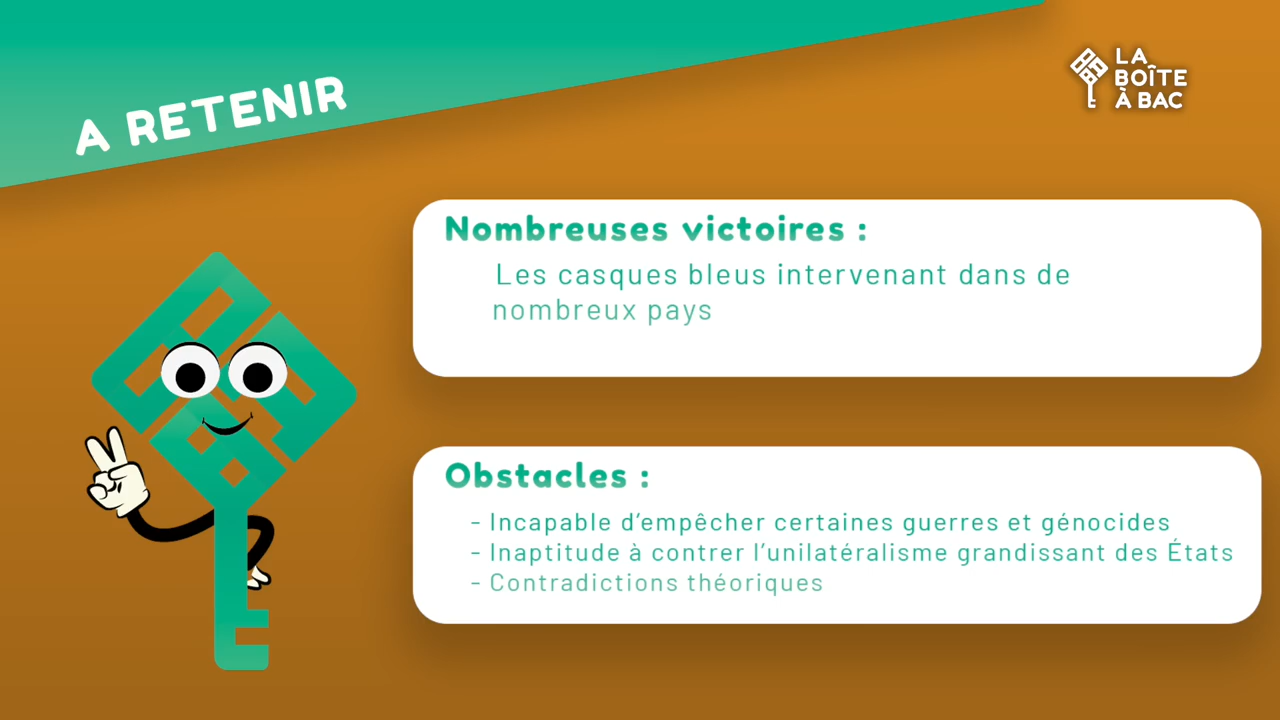 A RETENIR
LA
BOÎTE
À BAC
Nombreuses victoires :
Les casques bleus intervenant dans de
nombreux pays
Obstacles :
- Incapable d’empêcher certaines guerres et génocides
- Inaptitude à contrer l’unilatéralisme grandissant des États
- Contradictions théoriques